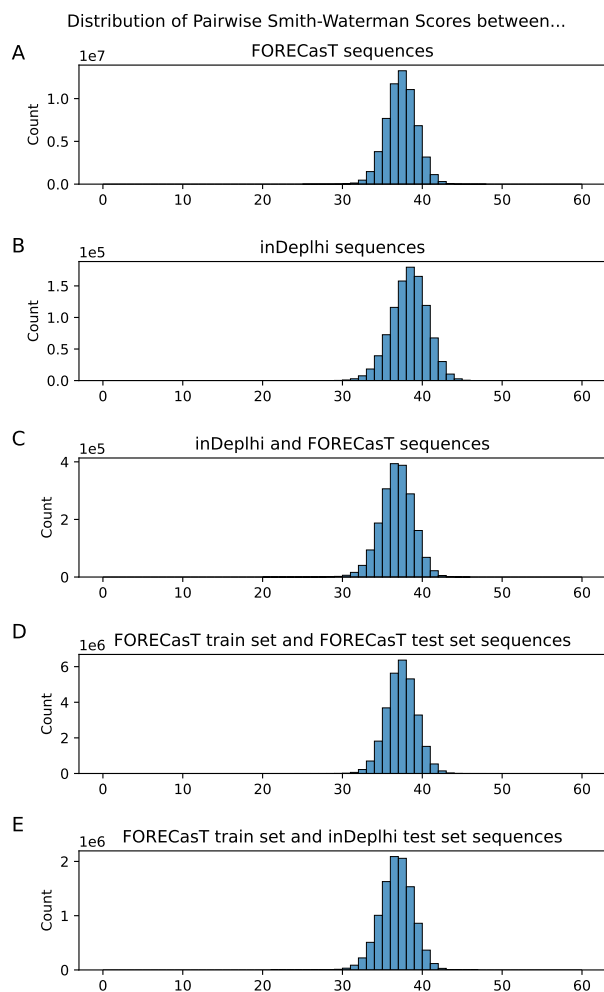 Distribution of Pairwise Smith-Waterman Scores between...
A
FORECasT sequences
1e7
Count
1.0
0.5
0.0
0 10 20 30 40 50 60
B
inDeplhi sequences
1e5
Count
1.5
1.0
0.5
0.0
0 10 20 30 40 50 60
C
inDeplhi and FORECasT sequences
1e5
Count
4
2
0
0 10 20 30 40 50 60
D
FORECasT train set and FORECasT test set sequences
1e6
Count
6
4
2
0
0 10 20 30 40 50 60
E
FORECasT train set and inDeplhi test set sequences
1e6
Count
2
1
0
0 10 20 30 40 50 60